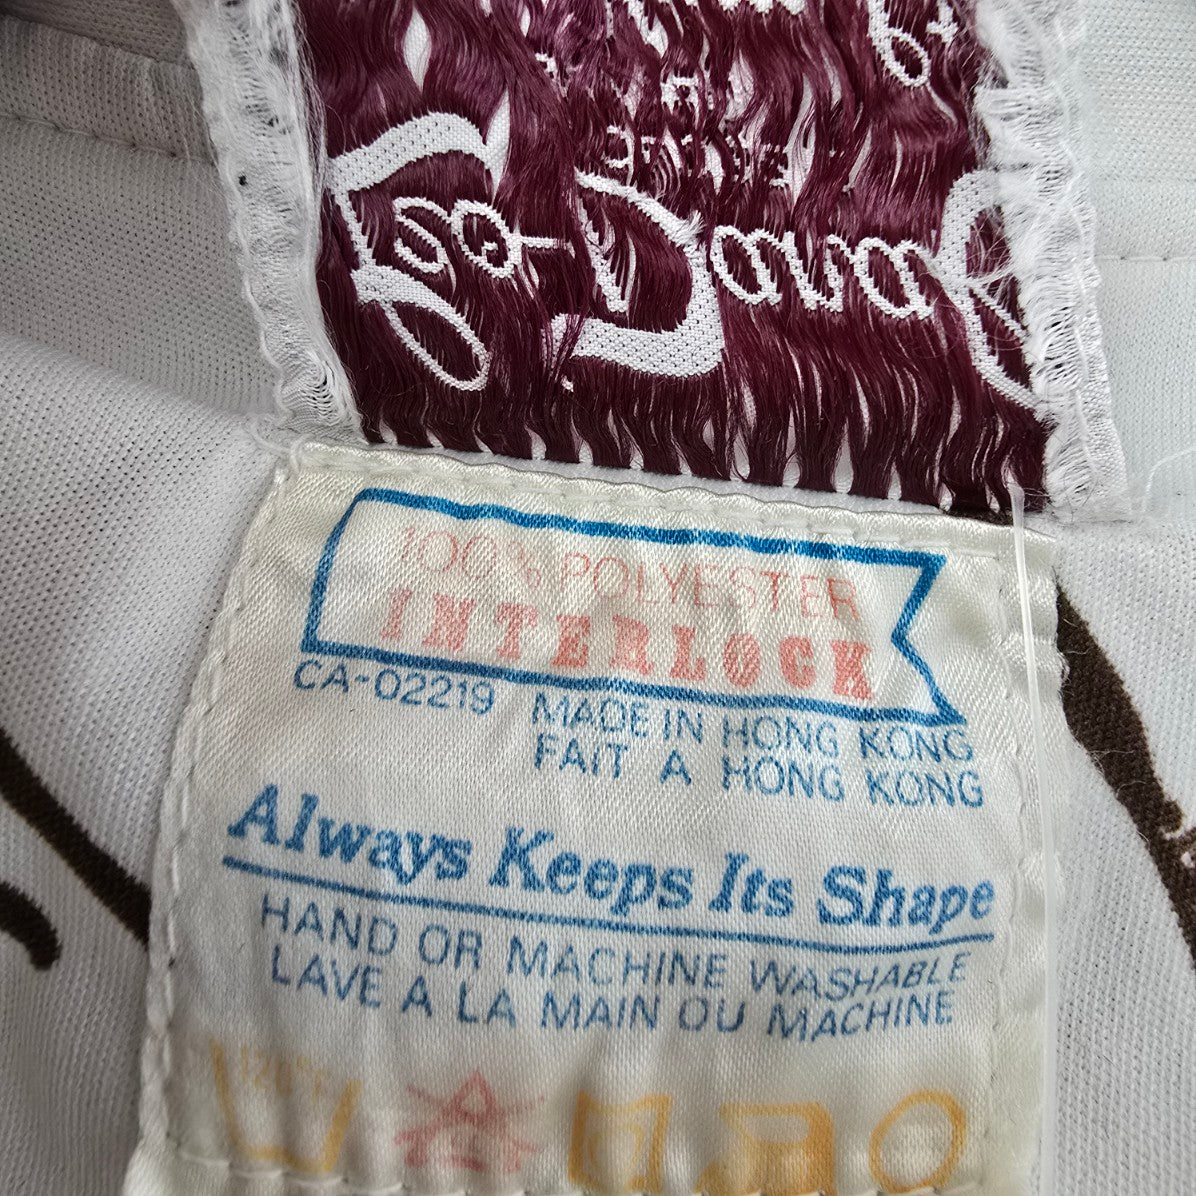 100% POLYESTER
INTERLOCK
CA-02219 MADE IN HONG KONG
FAIT A HONG KONG
Always Keeps Its Shape
HAND OR MACHINE WASHABLE
LAVE A LA MAIN OU MACHINE
120°F